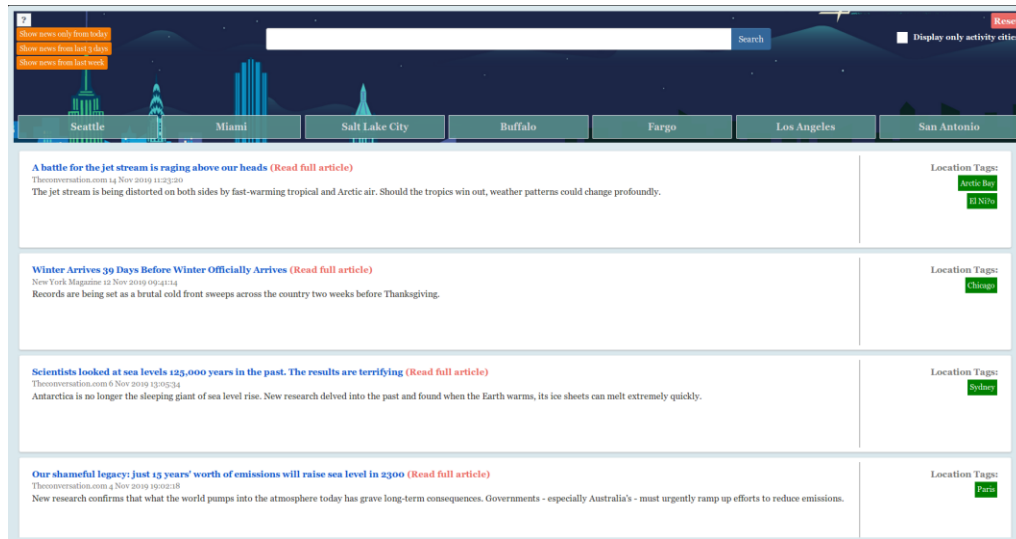 ?
Show news only from today
Show news from last 3 days
Show news from last week
Search
Rese
Display only activity citie
Seattle Miami Salt Lake City Buffalo Fargo Los Angeles San Antonio
A battle for the jet stream is raging above our heads (Read full article)
Theconversation.com 14 Nov 2019 11:23:20
The jet stream is being distorted on both sides by fast-warming tropical and Arctic air. Should the tropics win out, weather patterns could change profoundly.
Location Tags:
Arctic Bay
El Ni?o
Winter Arrives 39 Days Before Winter Officially Arrives (Read full article)
New York Magazine 12 Nov 2019 09:41:14
Records are being set as a brutal cold front sweeps across the country two weeks before Thanksgiving.
Location Tags:
Chicago
Scientists looked at sea levels 125,000 years in the past. The results are terrifying (Read full article)
Theconversation.com 6 Nov 2019 13:05:34
Antarctica is no longer the sleeping giant of sea level rise. New research delved into the past and found when the Earth warms, its ice sheets can melt extremely quickly.
Location Tags:
Sydney
Our shameful legacy: just 15 years' worth of emissions will raise sea level in 2300 (Read full article)
Theconversation.com 4 Nov 2019 19:02:18
New research confirms that what the world pumps into the atmosphere today has grave long-term consequences. Governments - especially Australia's - must urgently ramp up efforts to reduce emissions.
Location Tags:
Paris